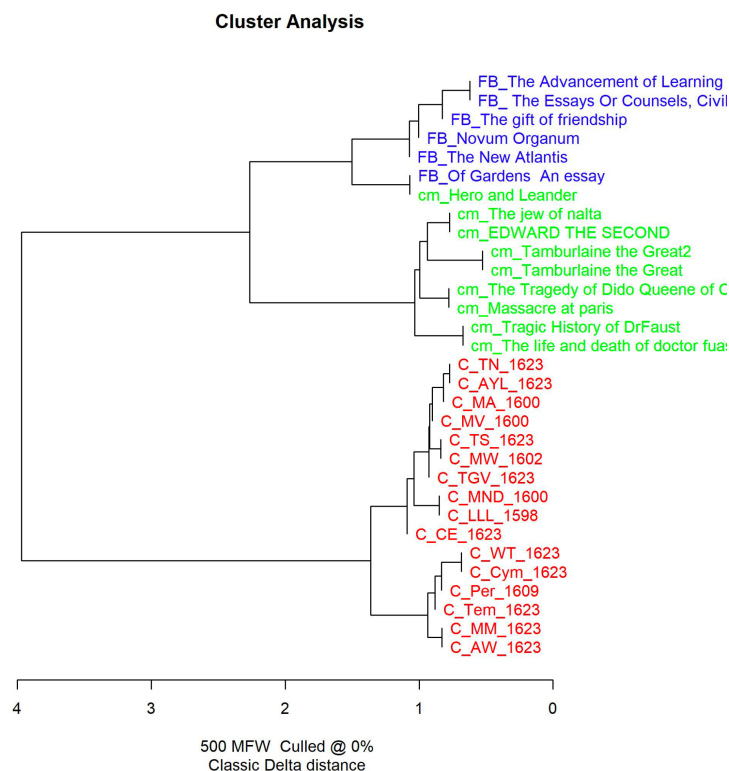 Cluster Analysis
FB_The Advancement of Learning
FB_ The Essays Or Counsels, Civil
FB_The gift of friendship
FB_Novum Organum
FB_The New Atlantis
FB_Of Gardens  An essay
cm_Hero and Leander
cm_The jew of nalta
cm_EDWARD THE SECOND
cm_Tamburlaine the Great2
cm_Tamburlaine the Great
cm_The Tragedy of Dido Queene of C
cm_Massacre at paris
cm_Tragic History of DrFaust
cm_The life and death of doctor fuas
C_TN_1623
C_AYL_1623
C_MA_1600
C_MV_1600
C_TS_1623
C_MW_1602
C_TGV_1623
C_MND_1600
C_LLL_1598
C_CE_1623
C_WT_1623
C_Cym_1623
C_Per_1609
C_Tem_1623
C_MM_1623
C_AW_1623
4 3 2 1 0
500 MFW  Culled @ 0%
Classic Delta distance